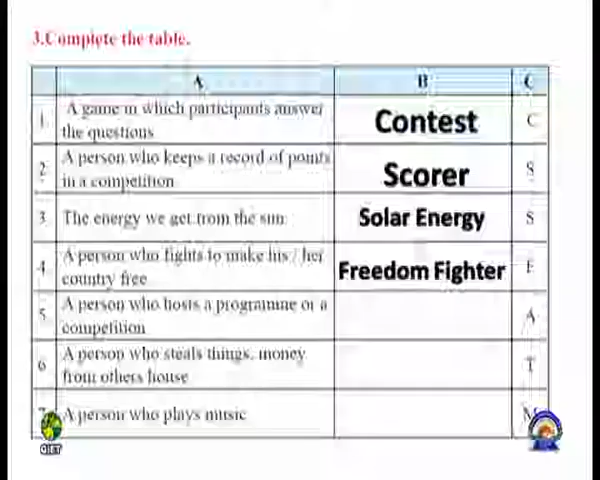 3.Complete the table.
A B C
1. A game in which participants answer the questions Contest C
2. A person who keeps a record of points in a competition Scorer S
3. The energy we get from the sun Solar Energy S
4. A person who fights to make his / her country free Freedom Fighter F
5. A person who hosts a programme or a competition A
6. A person who steals things, money from others house T
7. A person who plays music M
QIET